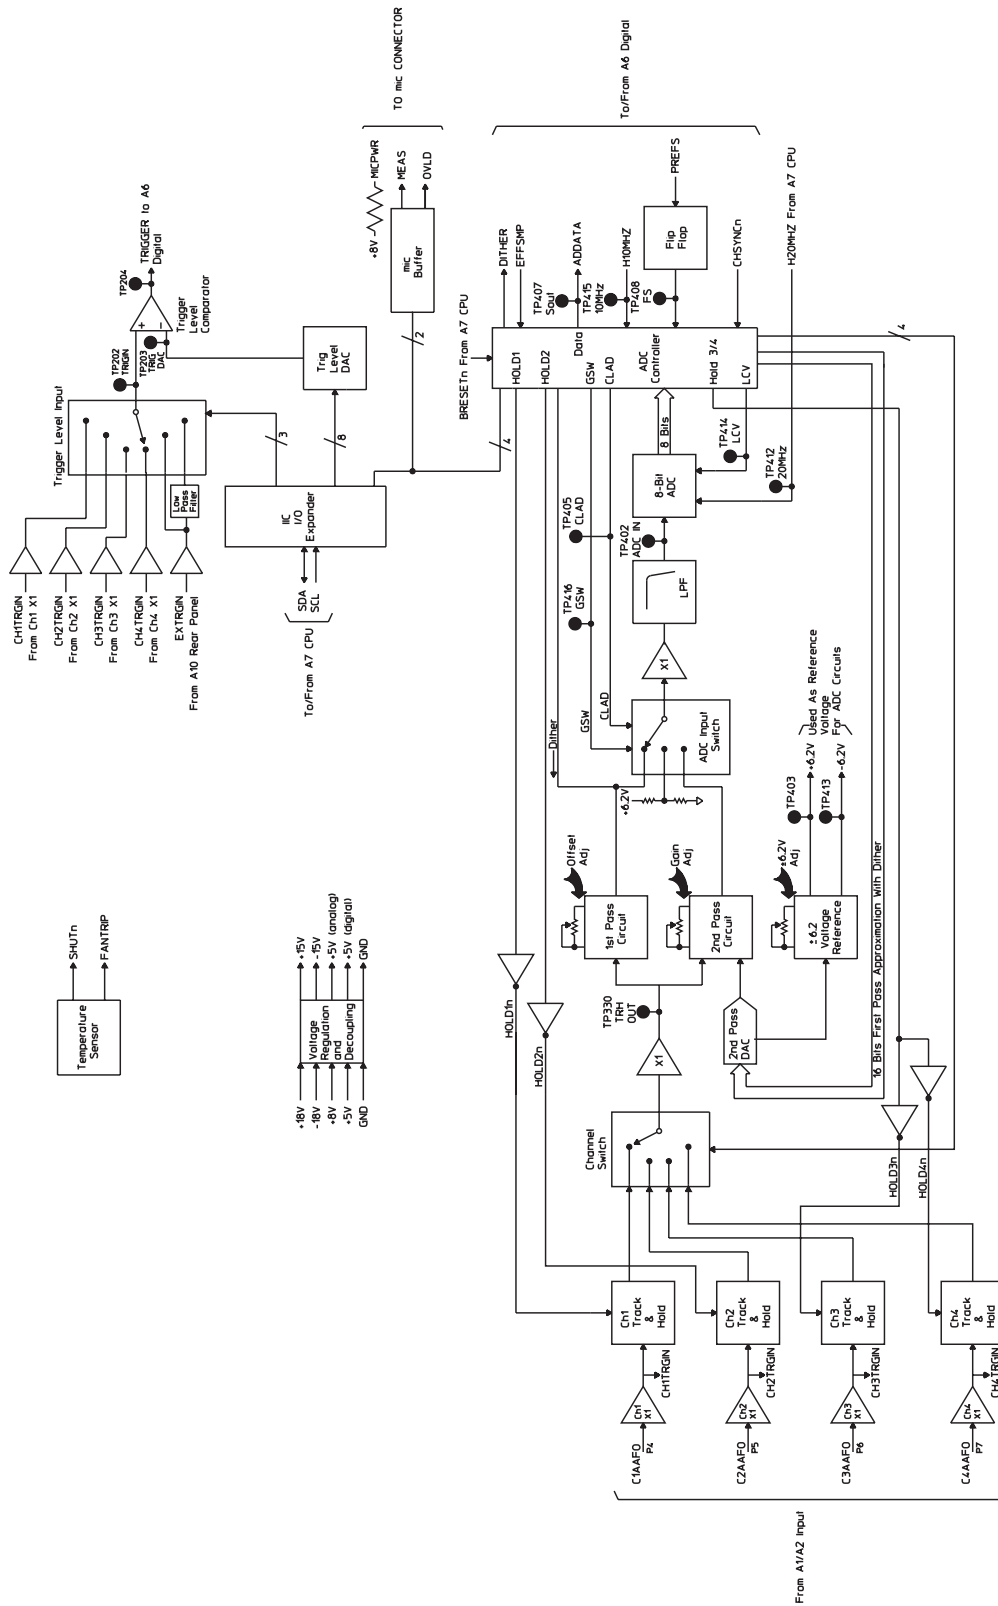 CH1TRGIN
From Ch1 X1
CH2TRGIN
From Ch2 X1
CH3TRGIN
From Ch3 X1
CH4TRGIN
From Ch4 X1
EXTRGIN
From A10 Rear Panel
Low
Pass
Filter
Trigger Level Input
TP202
TRIGIN
TP203
TRIG
DAC
+
-
Trigger
Level
Comparator
TP204
TRIGGER to A6
Digital
SDA
SCL
To/From A7 CPU
IIC
I/O
Expander
3
8
Trig
Level
DAC
2
mic
Buffer
+8V
MICPWR
MEAS
OVLD
TO mic CONNECTOR
Temperature
Sensor
SHUTn
FANTRIP
+18V
-18V
+8V
+5V
GND
Voltage
Regulation
and
Decoupling
+15V
-15V
+5V (analog)
+5V (digital)
GND
BRESETn From A7 CPU
4
HOLD1
HOLD2
GSW
CLAD
Data
ADC
Controller
Hold 3/4
LCV
DITHER
EFFSMP
TP407
Sout
ADDATA
TP415
10MHz
H10MHZ
TP408
FS
Flip
Flop
PREFS
CHSYNCn
H20MHZ From A7 CPU
To/From A6 Digital
4
8 Bits
8-Bit
ADC
TP414
LCV
TP412
20MHz
TP405
CLAD
TP402
ADC IN
TP416
GSW
LPF
X1
GSW
CLAD
ADC Input
Switch
Dither
+6.2V
Offset
Adj
1st Pass
Circuit
Gain
Adj
2nd Pass
Circuit
±6.2V
Adj
±6.2
Voltage
Reference
TP403
TP413
+6.2V
-6.2V
Used As Reference
Voltage
For ADC Circuits
16 Bits First Pass Approximation With Dither
2nd Pass
DAC
TP330
TRH
OUT
X1
HOLD1n
HOLD2n
HOLD3n
HOLD4n
Channel
Switch
Ch1
Track
&
Hold
Ch2
Track
&
Hold
Ch3
Track
&
Hold
Ch4
Track
&
Hold
CH1TRGIN
CH2TRGIN
CH3TRGIN
CH4TRGIN
Ch1
X1
Ch2
X1
Ch3
X1
Ch4
X1
C1AAFO
P4
C2AAFO
P5
C3AAFO
P6
C4AAFO
P7
From A1/A2 Input